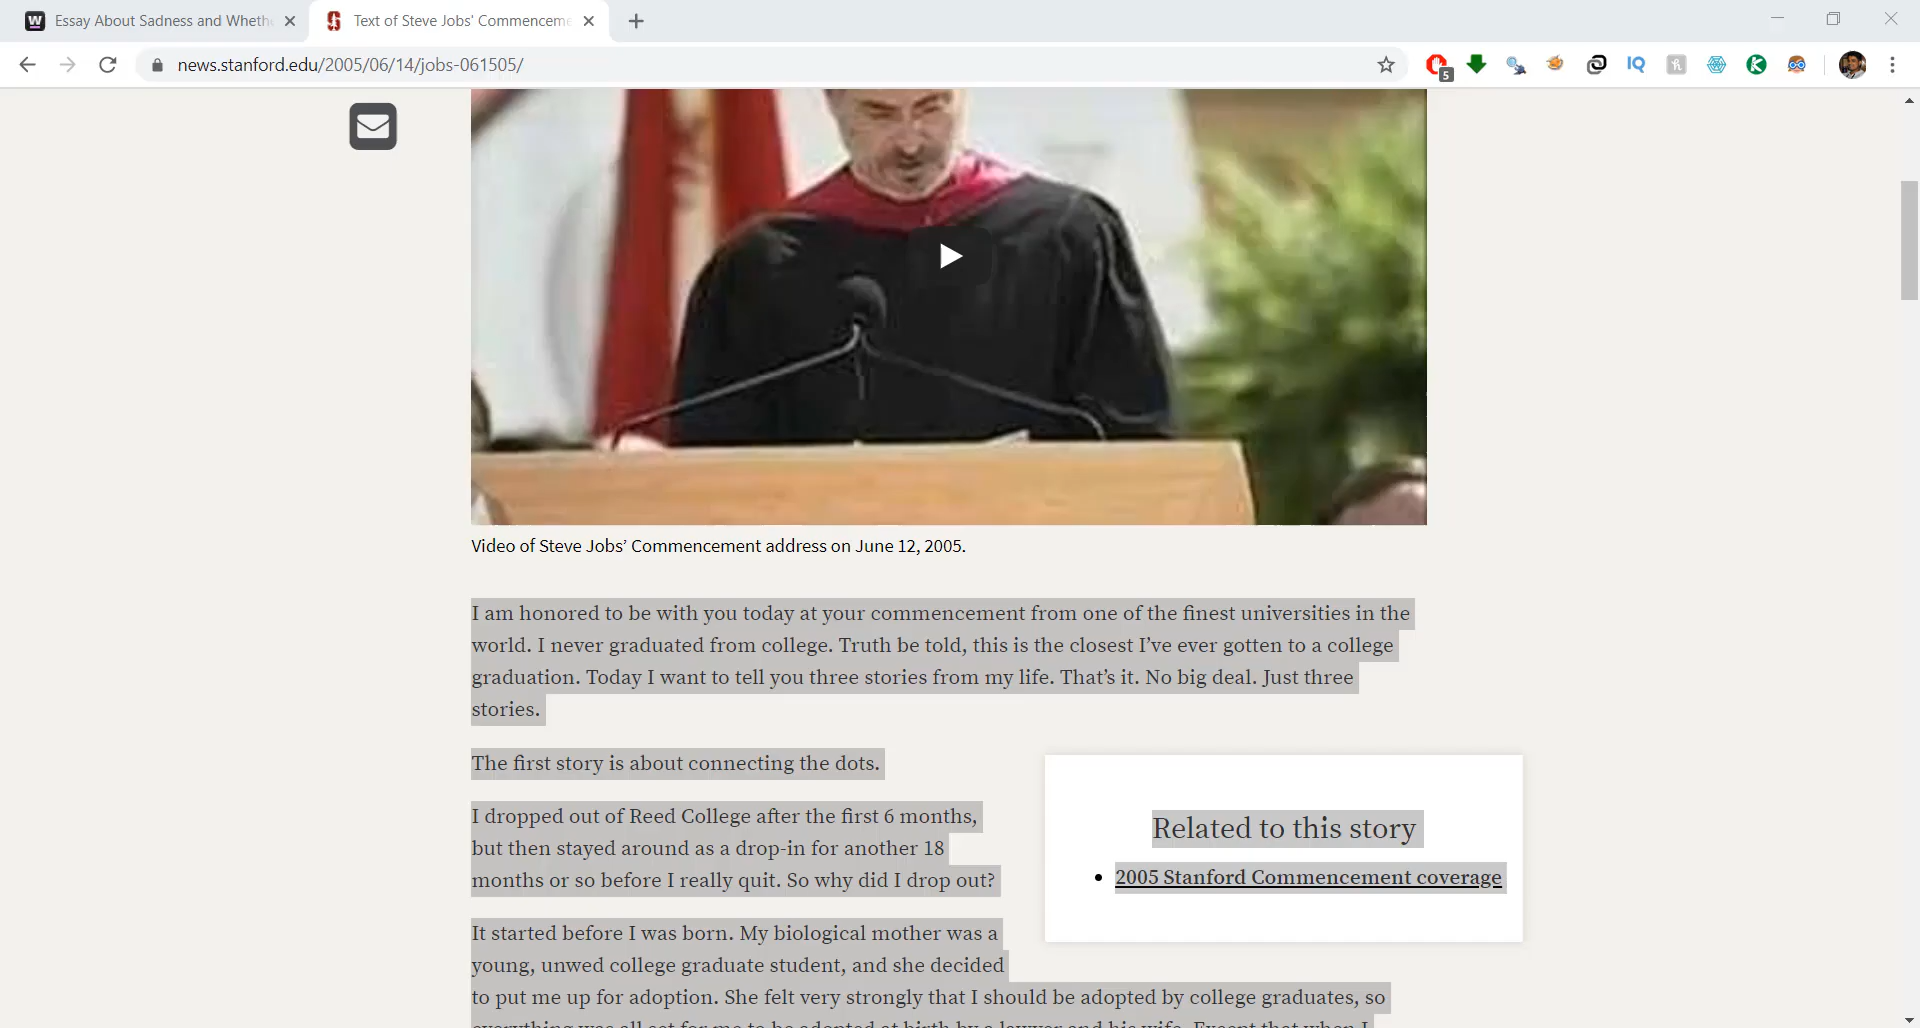 Essay About Sadness and Wheth
Text of Steve Jobs' Commenceme
news.stanford.edu/2005/06/14/jobs-061505/
5
IQ
Video of Steve Jobs’ Commencement address on June 12, 2005.
I am honored to be with you today at your commencement from one of the finest universities in the
world. I never graduated from college. Truth be told, this is the closest I’ve ever gotten to a college
graduation. Today I want to tell you three stories from my life. That’s it. No big deal. Just three
stories.
The first story is about connecting the dots.
I dropped out of Reed College after the first 6 months,
but then stayed around as a drop-in for another 18
months or so before I really quit. So why did I drop out?
Related to this story
2005 Stanford Commencement coverage
It started before I was born. My biological mother was a
young, unwed college graduate student, and she decided
to put me up for adoption. She felt very strongly that I should be adopted by college graduates, so
everything was all set for me to be adopted at birth by a lawyer and his wife. Except that when I